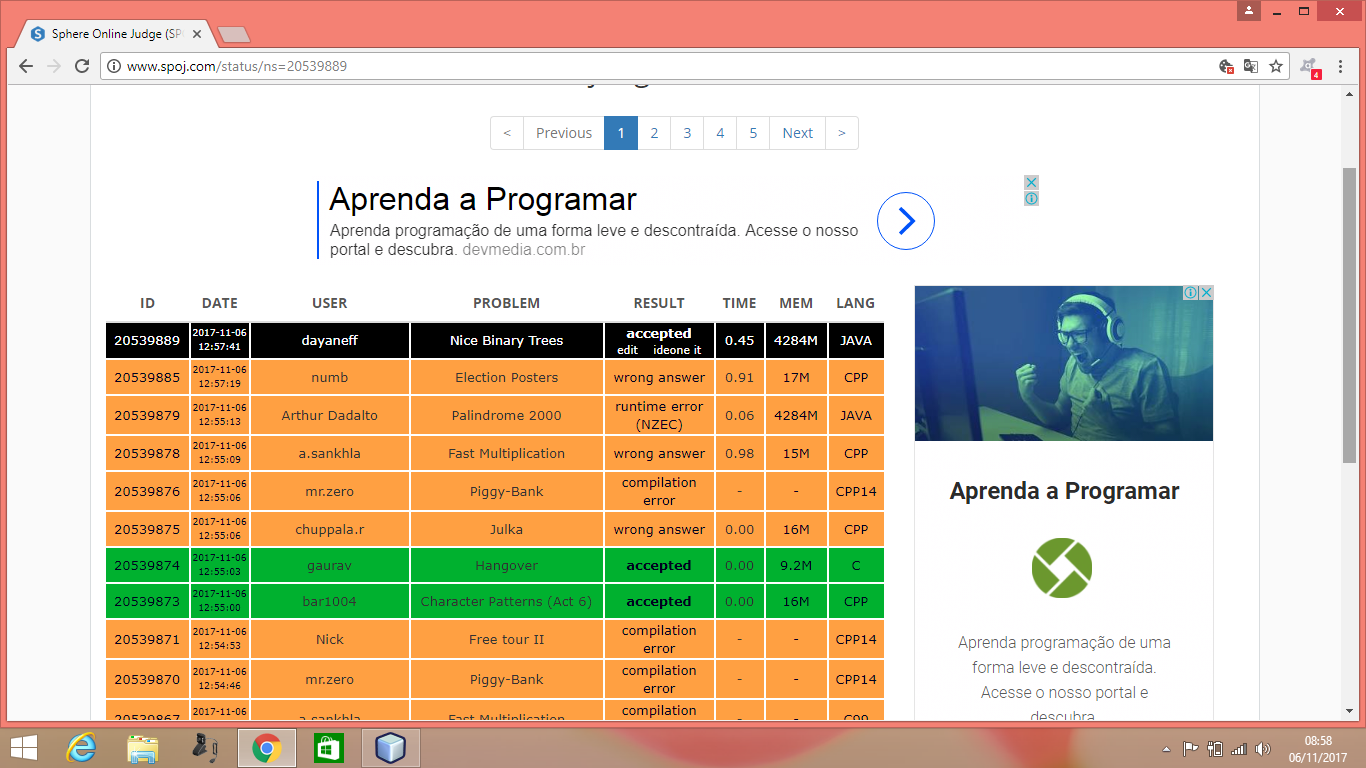 Sphere Online Judge (SP
www.spoj.com/status/ns=20539889
4
< Previous 1 2 3 4 5 Next >
Aprenda a Programar
Aprenda programação de uma forma leve e descontraída. Acesse o nosso
portal e descubra. devmedia.com.br
ID DATE USER PROBLEM RESULT TIME MEM LANG
20539889 2017-11-06 12:57:41 dayaneff Nice Binary Trees accepted edit ideone it 0.45 4284M JAVA
20539885 2017-11-06 12:57:19 numb Election Posters wrong answer 0.91 17M CPP
20539879 2017-11-06 12:55:13 Arthur Dadalto Palindrome 2000 runtime error (NZEC) 0.06 4284M JAVA
20539878 2017-11-06 12:55:09 a.sankhla Fast Multiplication wrong answer 0.98 15M CPP
20539876 2017-11-06 12:55:06 mr.zero Piggy-Bank compilation error - - CPP14
20539875 2017-11-06 12:55:06 chuppala.r Julka wrong answer 0.00 16M CPP
20539874 2017-11-06 12:55:03 gaurav Hangover accepted 0.00 9.2M C
20539873 2017-11-06 12:55:00 bar1004 Character Patterns (Act 6) accepted 0.00 16M CPP
20539871 2017-11-06 12:54:53 Nick Free tour II compilation error - - CPP14
20539870 2017-11-06 12:54:46 mr.zero Piggy-Bank compilation error - - CPP14
20539867 2017-11-06 a.sankhla Fast Multiplication compilation C99
Aprenda a Programar
Aprenda programação de uma
forma leve e descontraída.
Acesse o nosso portal e
descubra.
08:58
06/11/2017